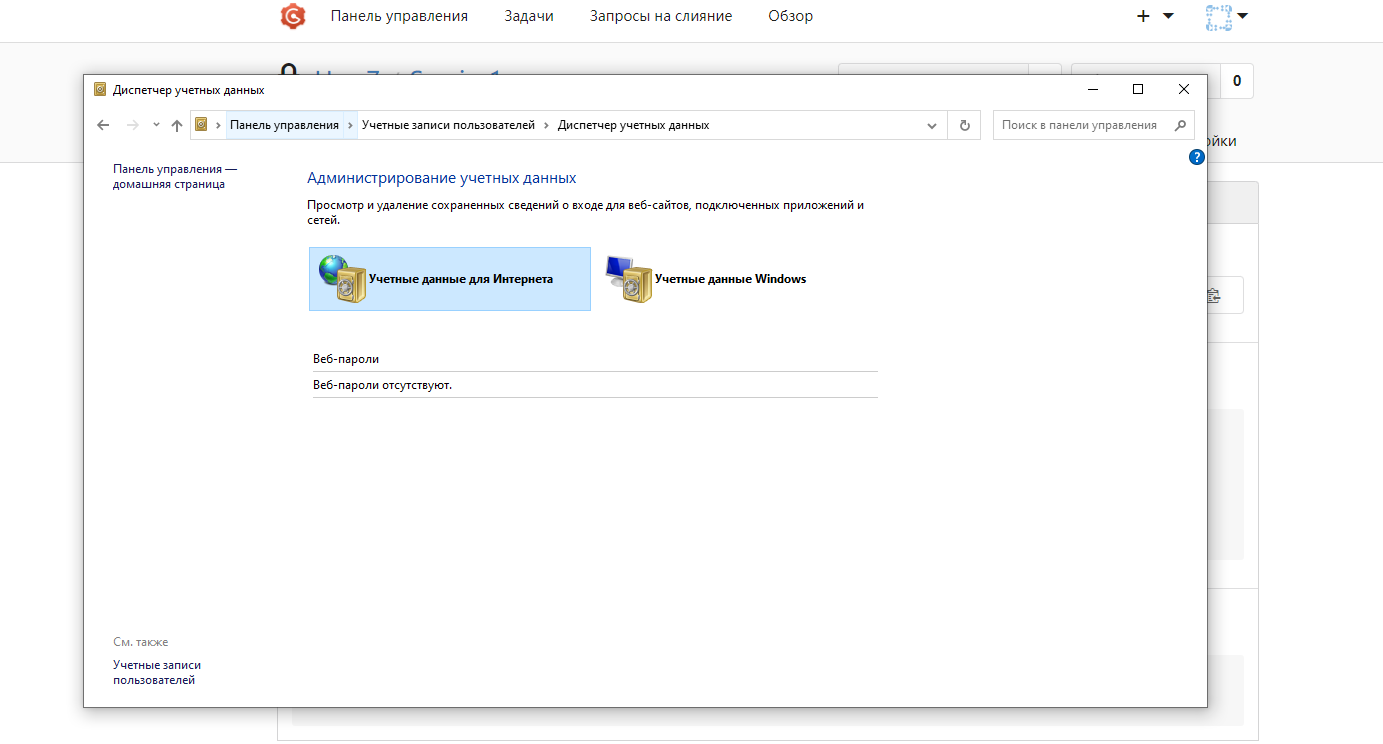 Панель управления Задачи Запросы на слияние Обзор
0
Диспетчер учетных данных
Панель управления Учетные записи пользователей Диспетчер учетных данных
Поиск в панели управления
ойки
?
Панель управления —
домашняя страница
Администрирование учетных данных
Просмотр и удаление сохраненных сведений о входе для веб-сайтов, подключенных приложений и
сетей.
Учетные данные для Интернета
Учетные данные Windows
Веб-пароли
Веб-пароли отсутствуют.
См. также
Учетные записи
пользователей